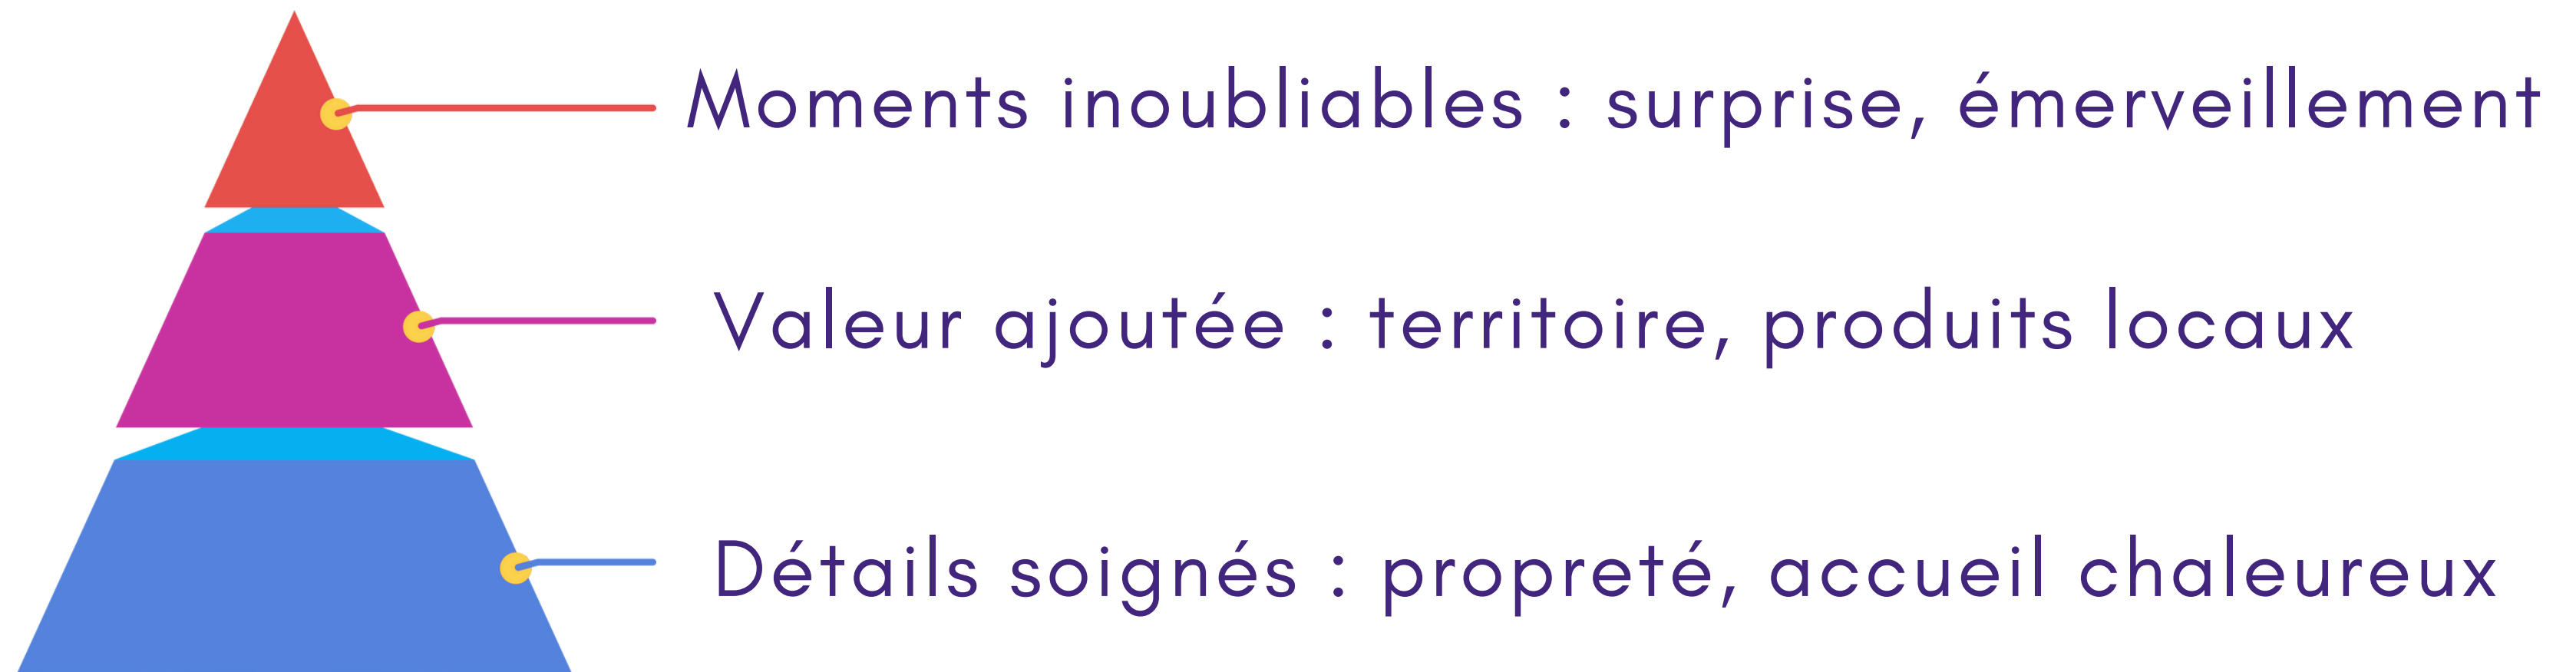 Moments inoubliables : surprise, émerveillement
Valeur ajoutée : territoire, produits locaux
Détails soignés : propreté, accueil chaleureux